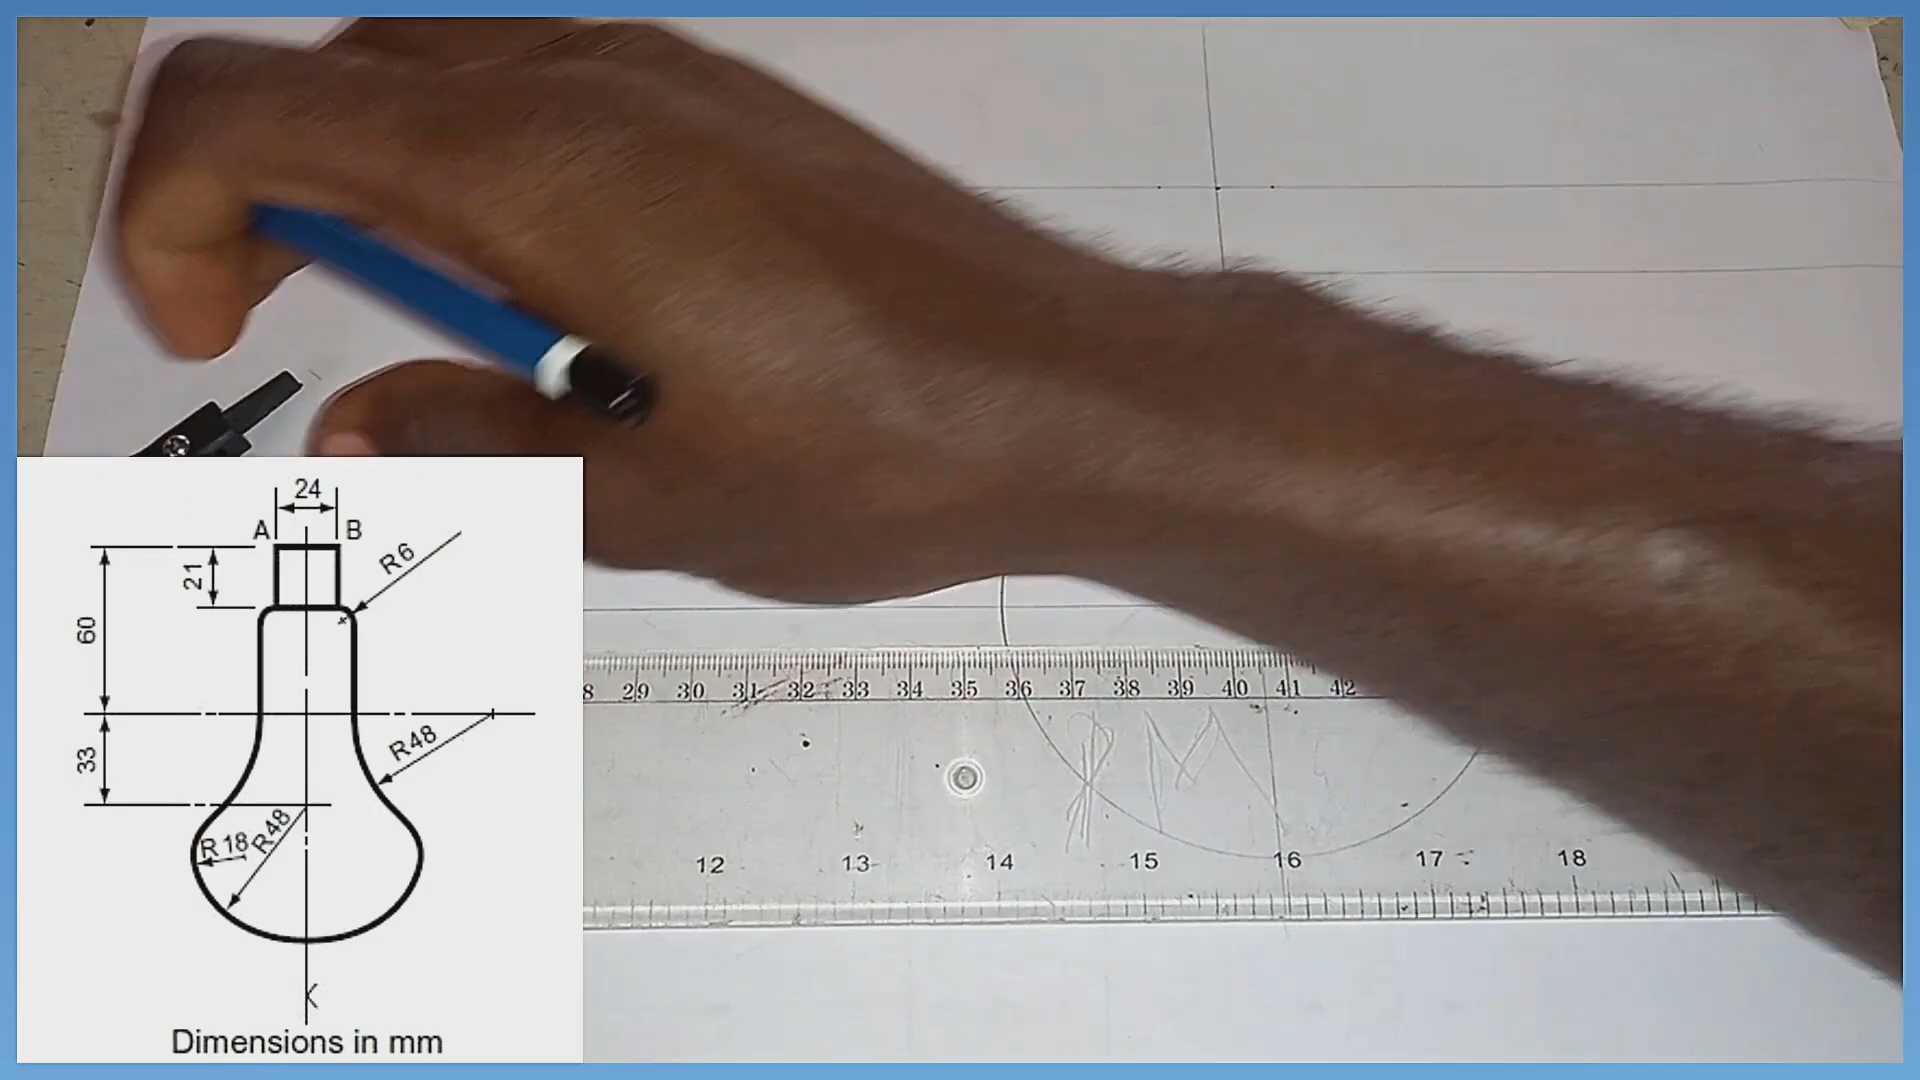 24
A B
R6
21
60
R48
33
R 18
R48
Dimensions in mm
29 30 31 32 33 34 35 36 37 38 39 40 41 42
M
12 13 14 15 16 17 18